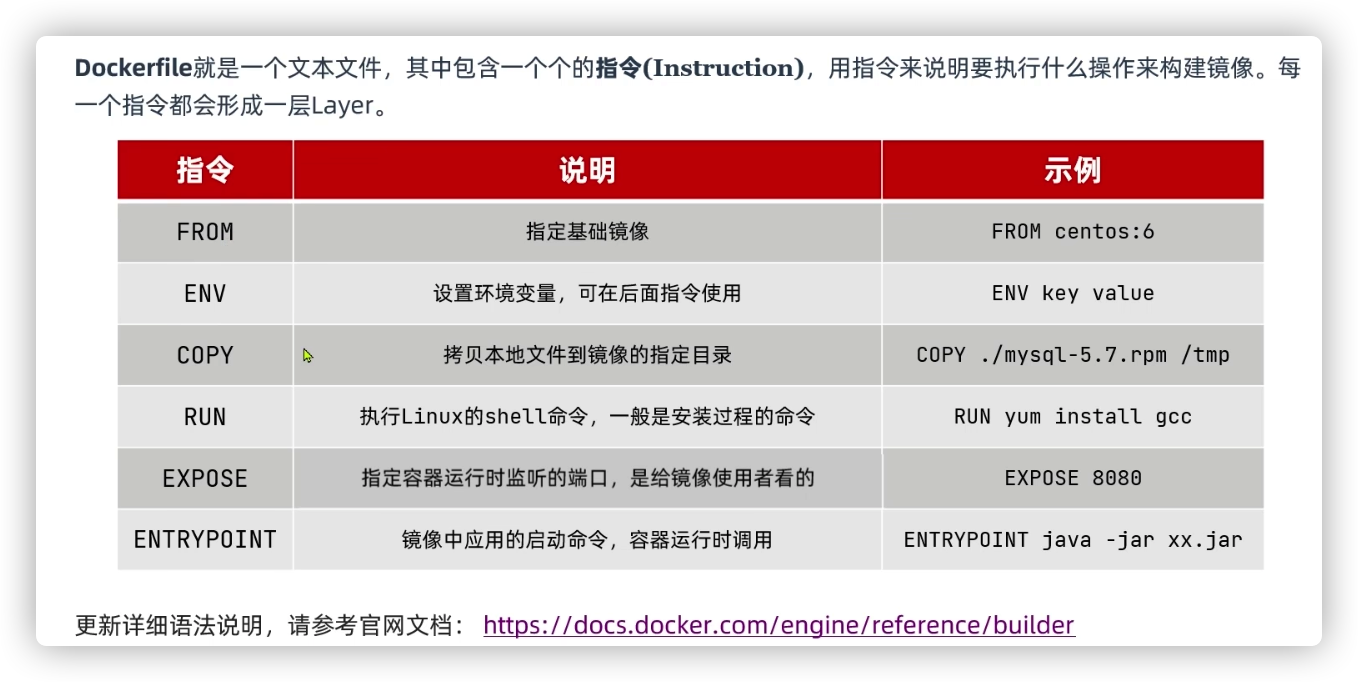 Dockerfile就是一个文本文件，其中包含一个个的指令(Instruction)，用指令来说明要执行什么操作来构建镜像。每
一个指令都会形成一层Layer。
指令 说明 示例
FROM 指定基础镜像 FROM centos:6
ENV 设置环境变量，可在后面指令使用 ENV key value
COPY 拷贝本地文件到镜像的指定目录 COPY ./mysql-5.7.rpm /tmp
RUN 执行Linux的shell命令，一般是安装过程的命令 RUN yum install gcc
EXPOSE 指定容器运行时监听的端口，是给镜像使用者看的 EXPOSE 8080
ENTRYPOINT 镜像中应用的启动命令，容器运行时调用 ENTRYPOINT java -jar xx.jar
更新详细语法说明，请参考官网文档： https://docs.docker.com/engine/reference/builder